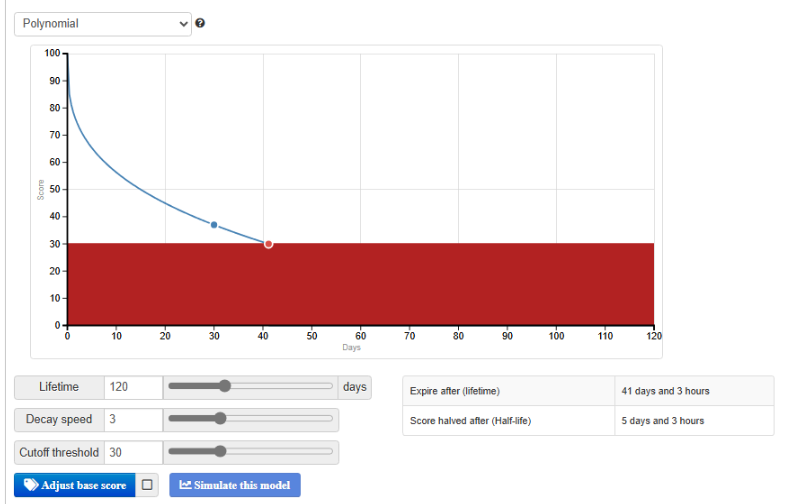 Polynomial
100
90
80
70
60
50
40
30
20
10
0
Score
0 10 20 30 40 50 60 70 80 90 100 110 120
Days
Lifetime 120 days
Decay speed 3
Cutoff threshold 30
Expire after (lifetime) 41 days and 3 hours
Score halved after (Half-life) 5 days and 3 hours
Adjust base score Simulate this model